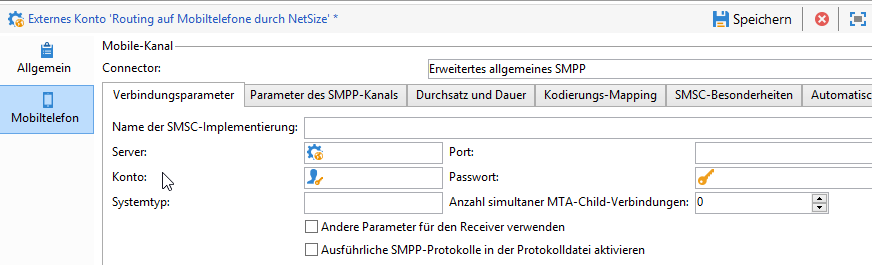 Externes Konto 'Routing auf Mobiltelefone durch NetSize' *
Speichern
Allgemein
Mobiltelefon
Mobile-Kanal
Connector: Erweitertes allgemeines SMPP
Verbindungsparameter Parameter des SMPP-Kanals Durchsatz und Dauer Kodierungs-Mapping SMSC-Besonderheiten Automatisc
Name der SMSC-Implementierung:
Server: Port:
Konto: Passwort:
Systemtyp: Anzahl simultaner MTA-Child-Verbindungen: 0
Andere Parameter für den Receiver verwenden
Ausführliche SMPP-Protokolle in der Protokolldatei aktivieren